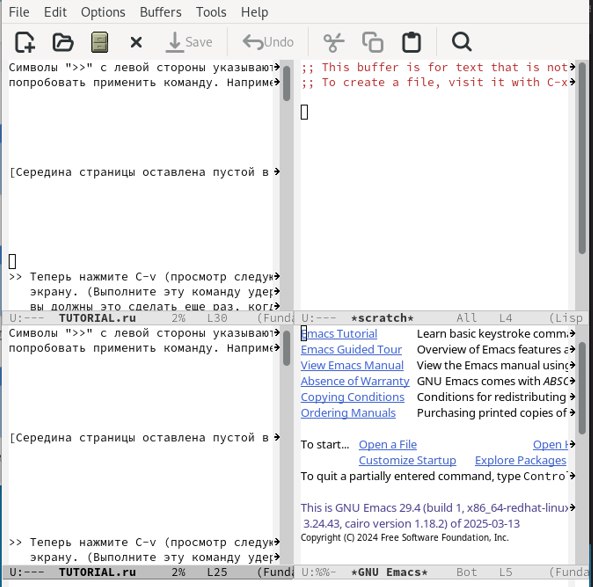 File Edit Options Buffers Tools Help
Save Undo
Символы ">>" с левой стороны указывают
попробовать применить команду. Наприме
[Середина страницы оставлена пустой в
>> Теперь нажмите C-v (просмотр следую
экрану. (Выполните эту команду удер
вы должны это сделать еще раз, когд
U:--- TUTORIAL.ru 2% L30 (Funda
;; This buffer is for text that is not
;; To create a file, visit it with C-x
U:--- *scratch* All L4 (Lisp
Символы ">>" с левой стороны указывают
попробовать применить команду. Наприме
[Середина страницы оставлена пустой в
>> Теперь нажмите C-v (просмотр следую
экрану. (Выполните эту команду удер
U:--- TUTORIAL.ru 2% L25 (Funda
Emacs Tutorial Learn basic keystroke comm
Emacs Guided Tour Overview of Emacs features a
View Emacs Manual View the Emacs manual using
Absence of Warranty GNU Emacs comes with ABSO
Copying Conditions Conditions for redistributing
Ordering Manuals Purchasing printed copies of
To start... Open a File Open H
Customize Startup Explore Packages
To quit a partially entered command, type Contro
This is GNU Emacs 29.4 (build 1, x86_64-redhat-linux
3.24.43, cairo version 1.18.2) of 2025-03-13
Copyright (C) 2024 Free Software Foundation, Inc.
U:%%- *GNU Emacs* Bot L5 (Funda